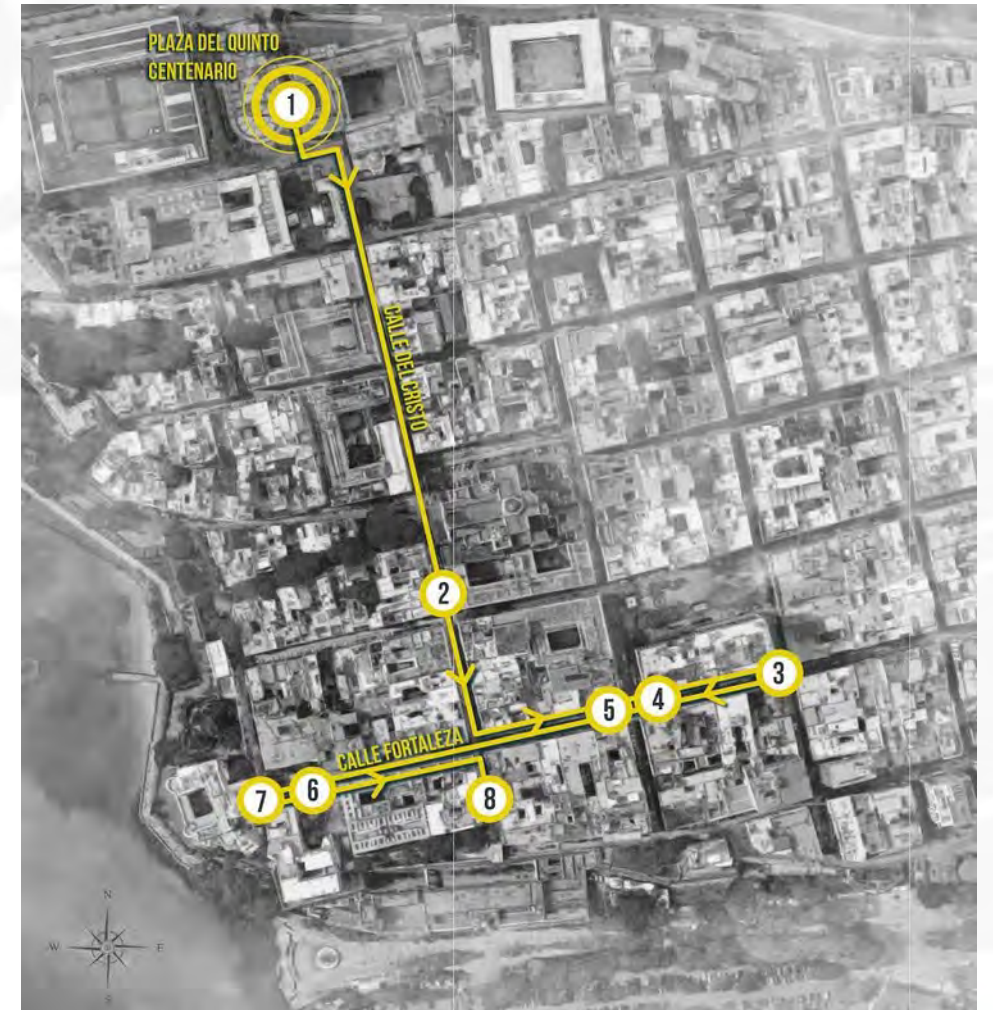 PLAZA DEL QUINTO
CENTENARIO
1
CALLE DEL CRISTO
2
3
4
5
CALLE FORTALEZA
6
7
8
N
W
E
S